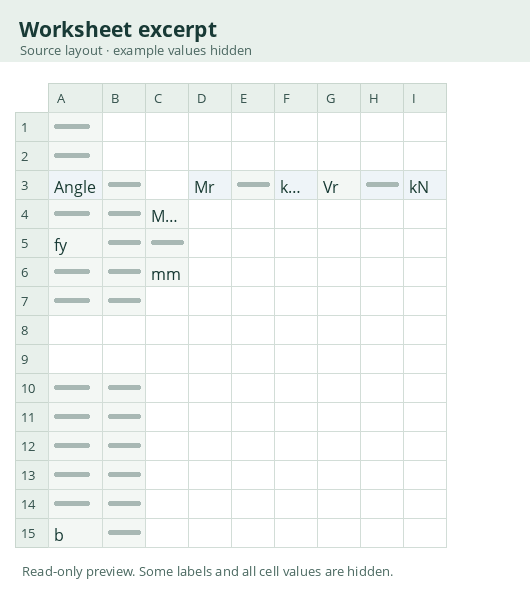 Worksheet excerpt
Source layout · example values hidden
A B C D E F G H I
1
2
3 Angle Mr k... Vr kN
4 M...
5 fy
6 mm
7
8
9
10
11
12
13
14
15 b
Read-only preview. Some labels and all cell values are hidden.